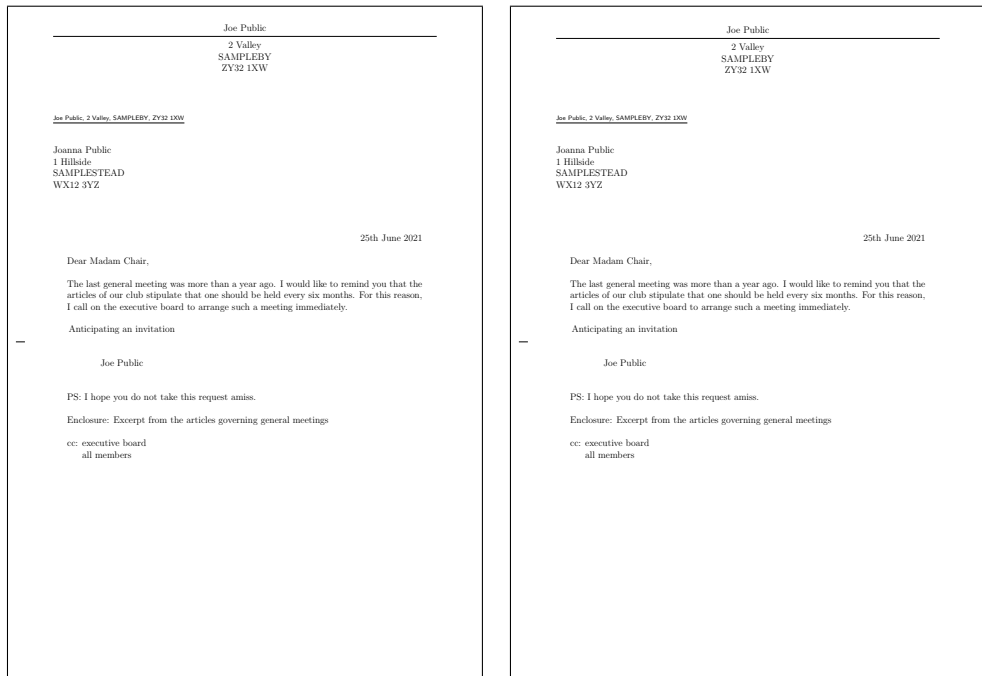 Joe Public
2 Valley
SAMPLEBY
ZY32 1XW
Joe Public, 2 Valley, SAMPLEBY, ZY32 1XW
Joanna Public
1 Hillside
SAMPLESTEAD
WX12 3YZ
25th June 2021
Dear Madam Chair,
The last general meeting was more than a year ago. I would like to remind you that the
articles of our club stipulate that one should be held every six months. For this reason,
I call on the executive board to arrange such a meeting immediately.
Anticipating an invitation
Joe Public
PS: I hope you do not take this request amiss.
Enclosure: Excerpt from the articles governing general meetings
cc: executive board
all members
Joe Public
2 Valley
SAMPLEBY
ZY32 1XW
Joe Public, 2 Valley, SAMPLEBY, ZY32 1XW
Joanna Public
1 Hillside
SAMPLESTEAD
WX12 3YZ
25th June 2021
Dear Madam Chair,
The last general meeting was more than a year ago. I would like to remind you that the
articles of our club stipulate that one should be held every six months. For this reason,
I call on the executive board to arrange such a meeting immediately.
Anticipating an invitation
Joe Public
PS: I hope you do not take this request amiss.
Enclosure: Excerpt from the articles governing general meetings
cc: executive board
all members